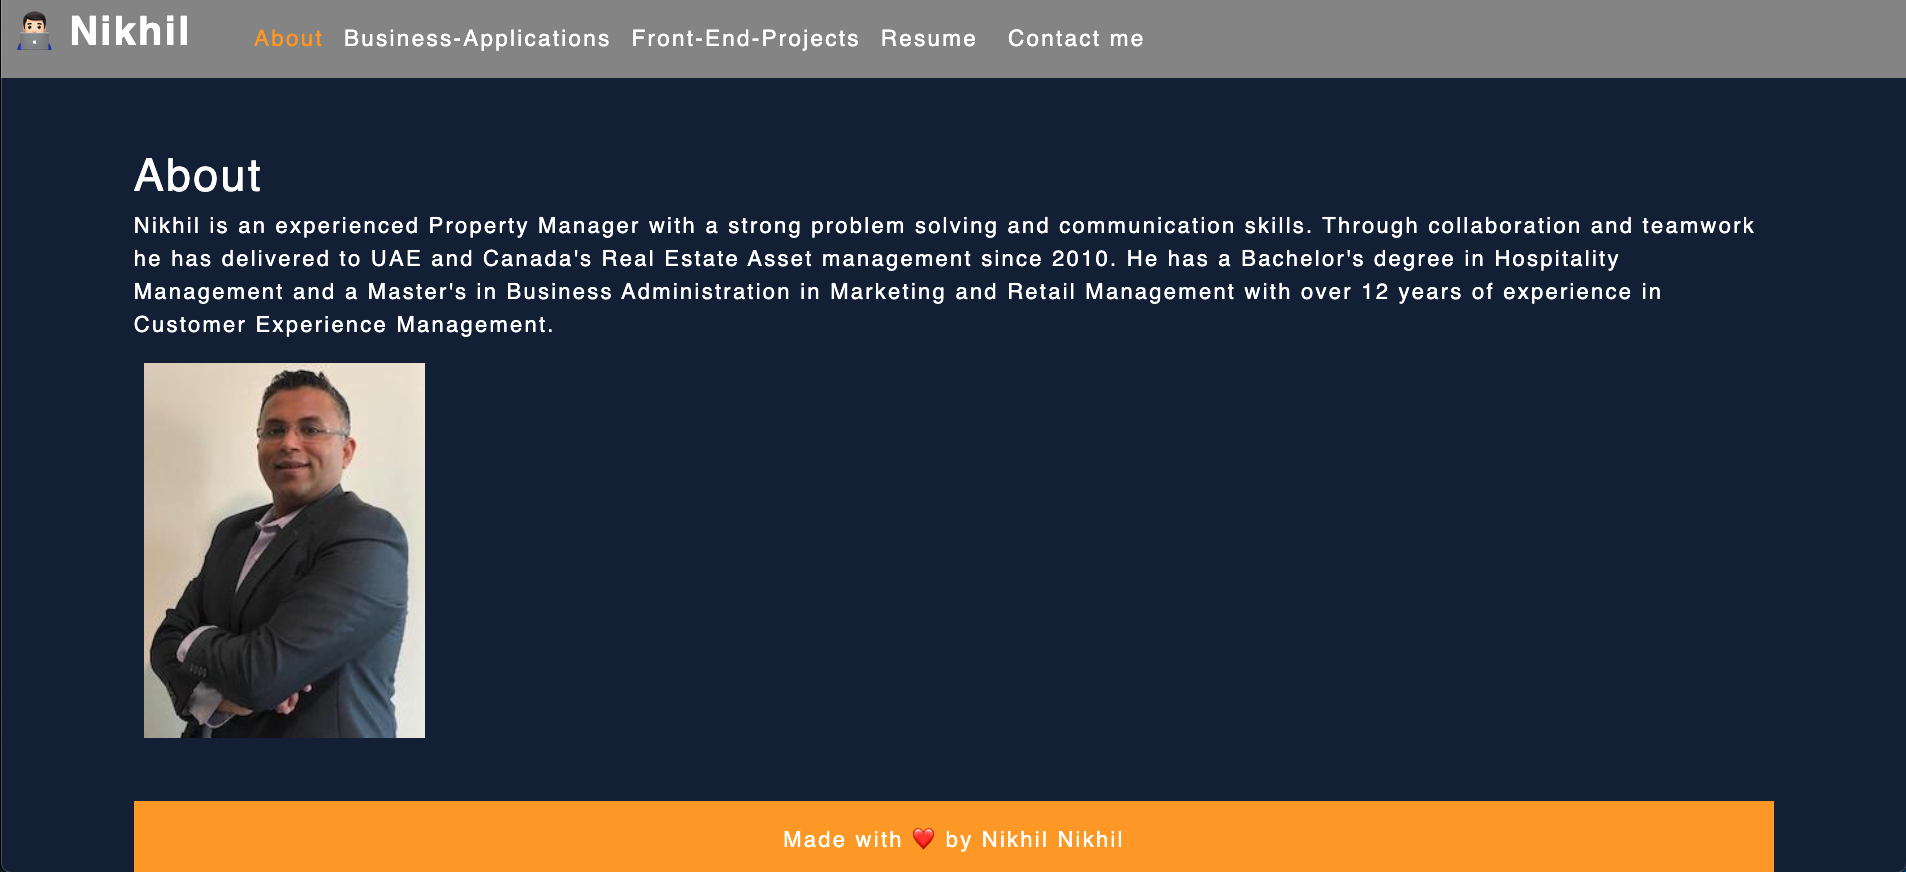 👨🏻‍💻 Nikhil
About Business-Applications Front-End-Projects Resume Contact me
About
Nikhil is an experienced Property Manager with a strong problem solving and communication skills. Through collaboration and teamwork
he has delivered to UAE and Canada's Real Estate Asset management since 2010. He has a Bachelor's degree in Hospitality
Management and a Master's in Business Administration in Marketing and Retail Management with over 12 years of experience in
Customer Experience Management.
Made with ❤️ by Nikhil Nikhil